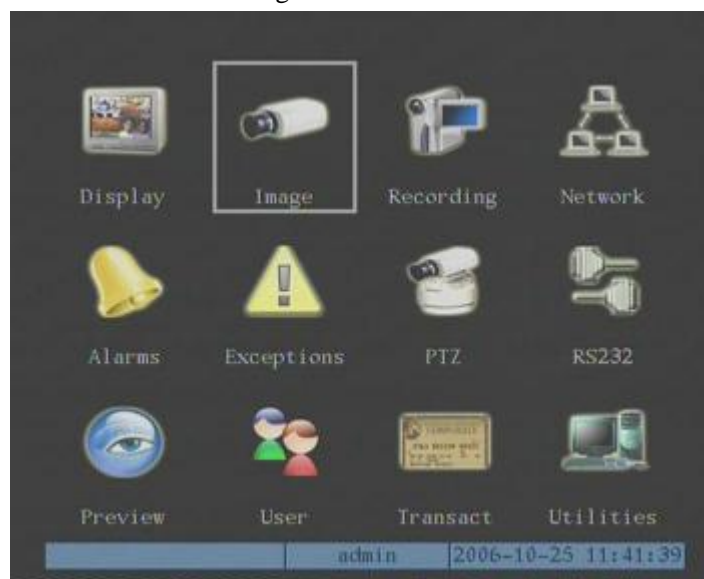 Display Image Recording Network
Alarms Exceptions PTZ RS232
Preview User Transact Utilities
admin 2006-10-25 11:41:39